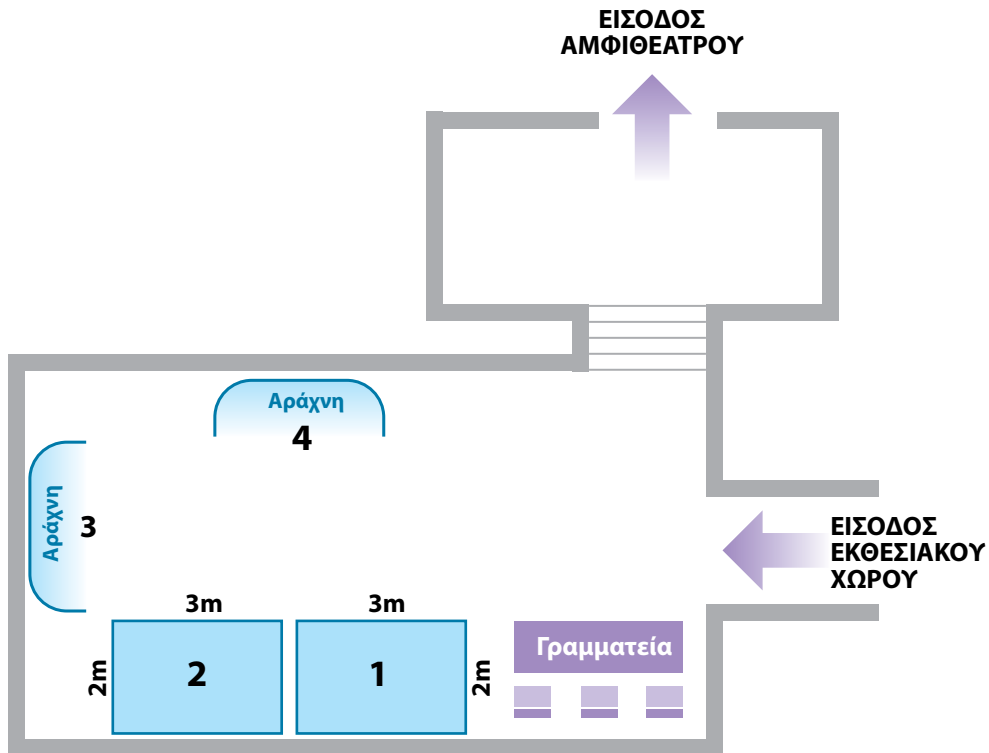 ΕΙΣΟΔΟΣ
ΑΜΦΙΘΕΑΤΡΟΥ
Αράχνη
4
Αράχνη
3
ΕΙΣΟΔΟΣ
ΕΚΘΕΣΙΑΚΟΥ
ΧΩΡΟΥ
3m
3m
2m
2
1
2m
Γραμματεία